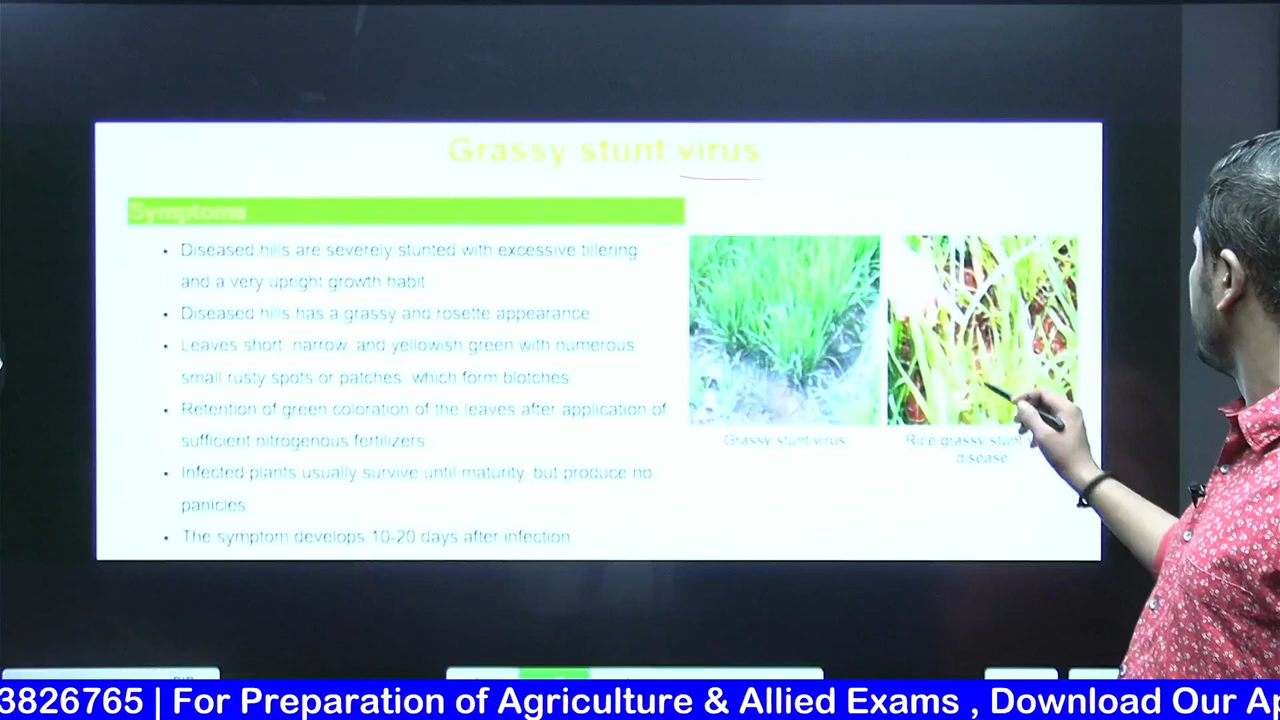 Grassy stunt virus
Symptoms
• Diseased hills are severely stunted with excessive tillering
and a very upright growth habit
• Diseased hills has a grassy and rosette appearance
• Leaves short narrow and yellowish green with numerous
small rusty spots or patches which form blotches
• Retention of green coloration of the leaves after application of
sufficient nitrogenous fertilizers
• Infected plants usually survive until maturity but produce no
panicles
• The symptom develops 10-20 days after infection
Grassy stunt virus
Rice grassy stunt
disease
3826765 | For Preparation of Agriculture & Allied Exams , Download Our Ap